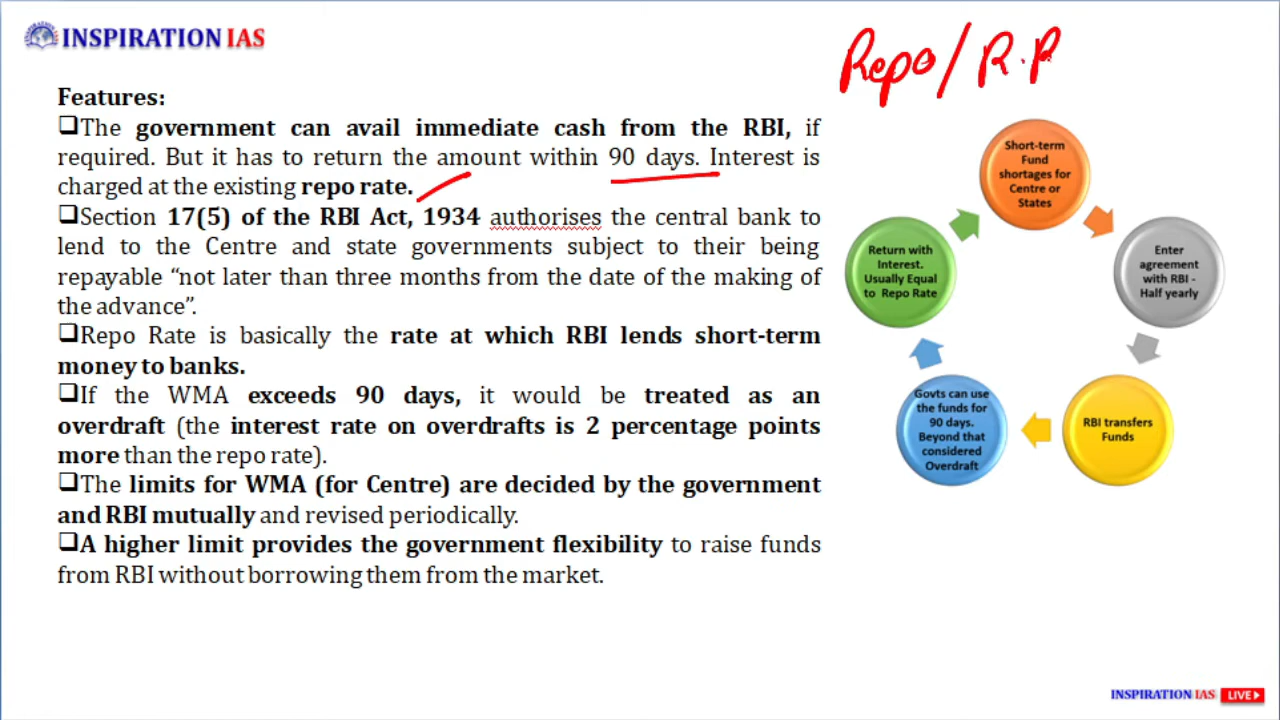 INSPIRATION IAS
Repo/R.R
Features:
❑The government can avail immediate cash from the RBI, if
required. But it has to return the amount within 90 days. Interest is
charged at the existing repo rate.
❑Section 17(5) of the RBI Act, 1934 authorises the central bank to
lend to the Centre and state governments subject to their being
repayable “not later than three months from the date of the making of
the advance”.
❑Repo Rate is basically the rate at which RBI lends short-term
money to banks.
❑If the WMA exceeds 90 days, it would be treated as an
overdraft (the interest rate on overdrafts is 2 percentage points
more than the repo rate).
❑The limits for WMA (for Centre) are decided by the government
and RBI mutually and revised periodically.
❑A higher limit provides the government flexibility to raise funds
from RBI without borrowing them from the market.
Short-term
Fund
shortages for
Centre or
States
Enter
agreement
with RBI -
Half yearly
RBI transfers
Funds
Govts can use
the funds for
90 days.
Beyond that
considered
Overdraft
Return with
Interest.
Usually Equal
to Repo Rate
INSPIRATION IAS LIVE